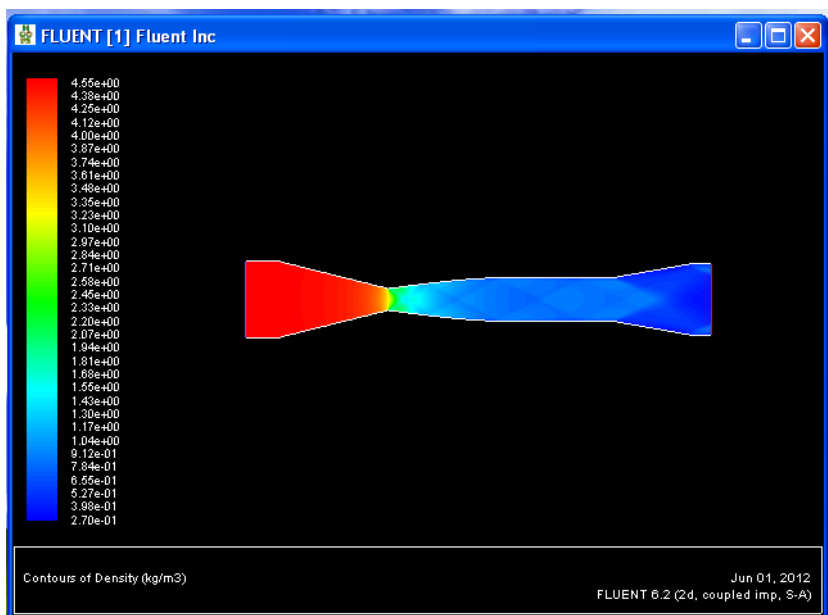 FLUENT [1] Fluent Inc
4.55e+00
4.38e+00
4.25e+00
4.12e+00
4.00e+00
3.87e+00
3.74e+00
3.61e+00
3.48e+00
3.35e+00
3.23e+00
3.10e+00
2.97e+00
2.84e+00
2.71e+00
2.58e+00
2.45e+00
2.33e+00
2.20e+00
2.07e+00
1.94e+00
1.81e+00
1.68e+00
1.55e+00
1.43e+00
1.30e+00
1.17e+00
1.04e+00
9.12e-01
7.84e-01
6.55e-01
5.27e-01
3.98e-01
2.70e-01
Contours of Density (kg/m3)
Jun 01, 2012
FLUENT 6.2 (2d, coupled imp, S-A)